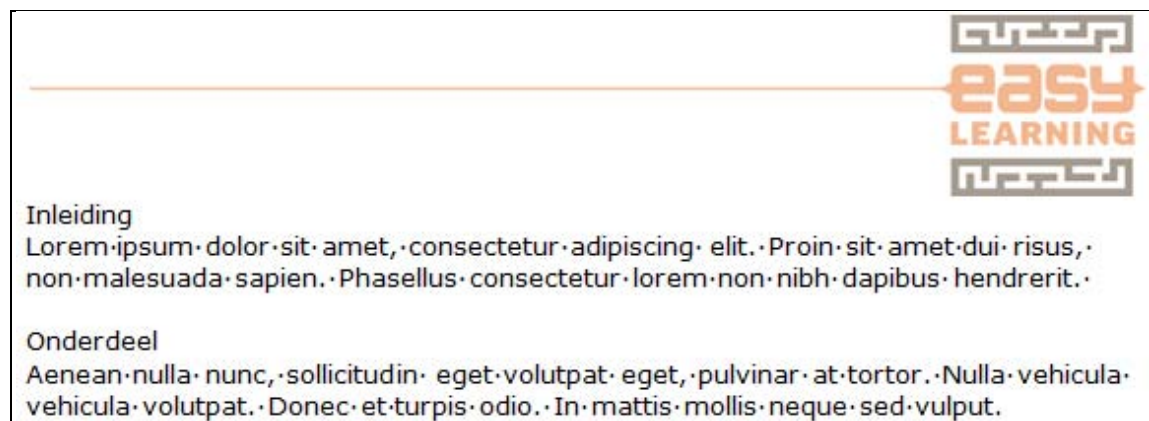 easy
LEARNING
Inleiding
Lorem·ipsum·dolor·sit·amet,·consectetur·adipiscing·elit.·Proin·sit·amet·dui·risus,·
non·malesuada·sapien.·Phasellus·consectetur·lorem·non·nibh·dapibus·hendrerit.·
Onderdeel
Aenean·nulla·nunc,·sollicitudin·eget·volutpat·eget,·pulvinar·at·tortor.·Nulla·vehicula·
vehicula·volutpat.·Donec·et·turpis·odio.·In·mattis·mollis·neque·sed·vulput.